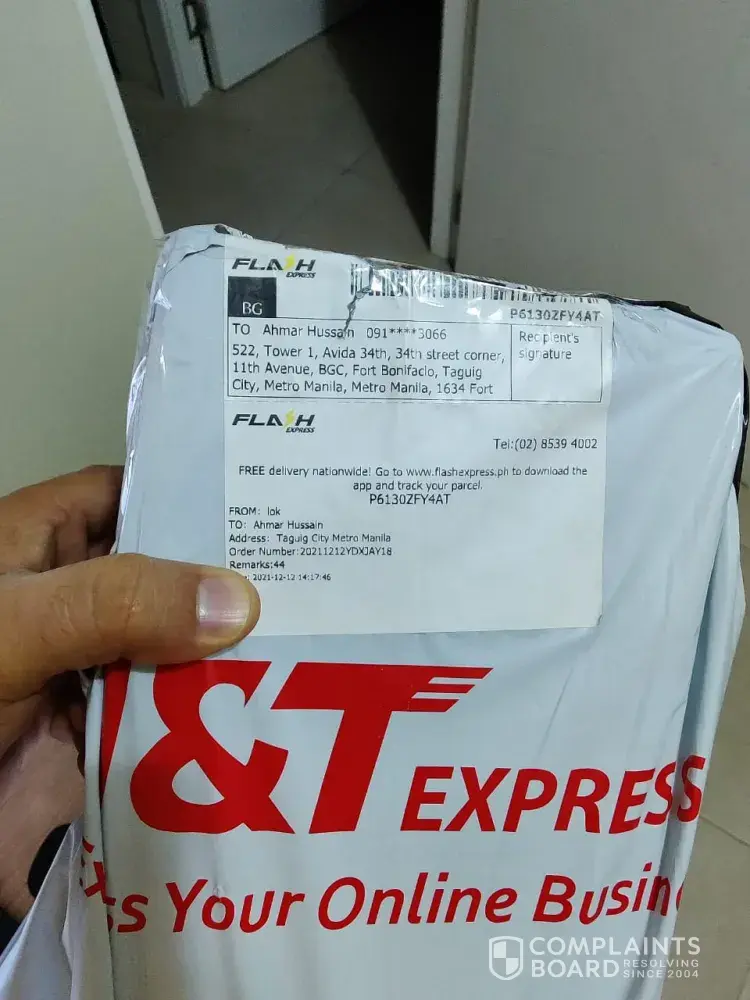 FLASH
EXPRESS
BG
P6130ZFY4AT
TO Ahmar Hussain 091****3066
522, Tower 1, Avida 34th, 34th street corner,
11th Avenue, BGC, Fort Bonifacio, Taguig
City, Metro Manila, Metro Manila, 1634 Fort
Recipient's
signature
FLASH
EXPRESS
Tel:(02) 8539 4002
FREE delivery nationwide! Go to www.flashexpress.ph to download the
app and track your parcel.
P6130ZFY4AT
FROM: lok
TO: Ahmar Hussain
Address: Taguig City Metro Manila
Order Number:20211212YDXJAY18
Remarks:44
2021-12-12 14:17:46
J&T EXPRESS
ss Your Online Busin
COMPLAINTS
BOARD RESOLVING
SINCE 2004